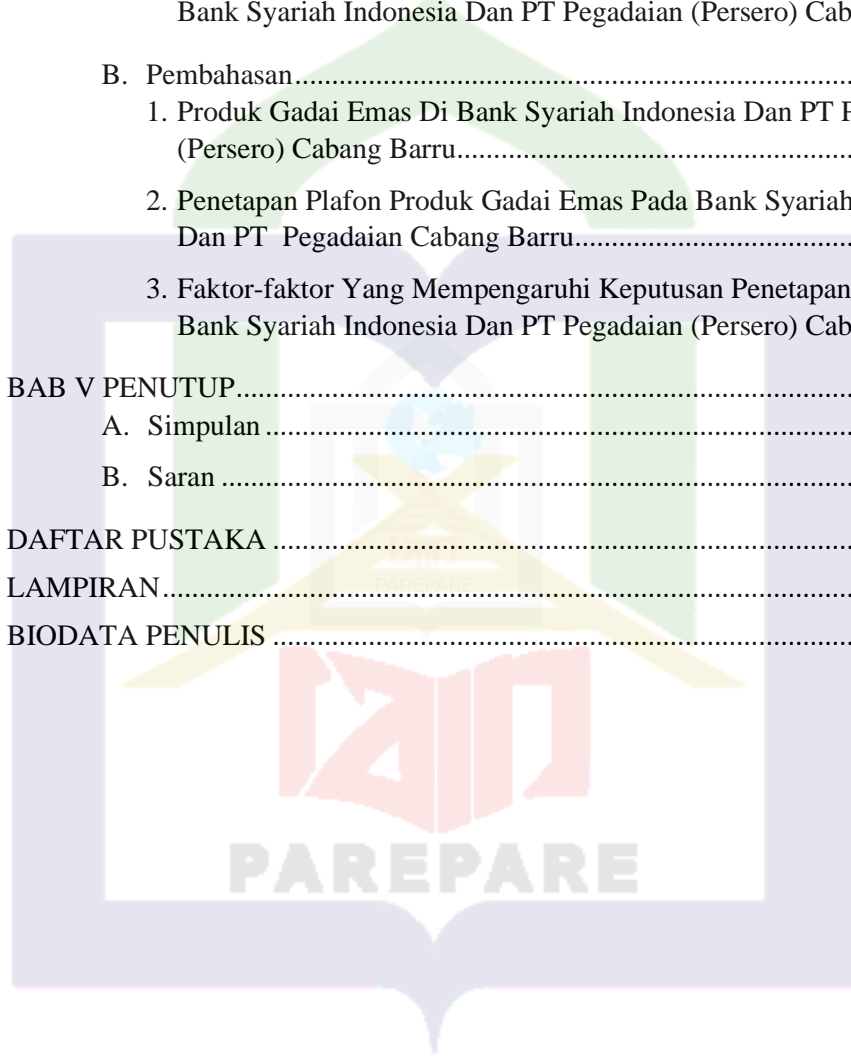 Bank Syariah Indonesia Dan PT Pegadaian (Persero) Cab
B. Pembahasan................................................................................
1. Produk Gadai Emas Di Bank Syariah Indonesia Dan PT P
(Persero) Cabang Barru.......................................................
2. Penetapan Plafon Produk Gadai Emas Pada Bank Syariah
Dan PT Pegadaian Cabang Barru......................................
3. Faktor-faktor Yang Mempengaruhi Keputusan Penetapan
Bank Syariah Indonesia Dan PT Pegadaian (Persero) Cab
BAB V PENUTUP....................................................................................
A. Simpulan ...................................................................................
B. Saran .........................................................................................
DAFTAR PUSTAKA ...............................................................................
LAMPIRAN..............................................................................................
BIODATA PENULIS ...............................................................................
PAREPARE
PAREPARE